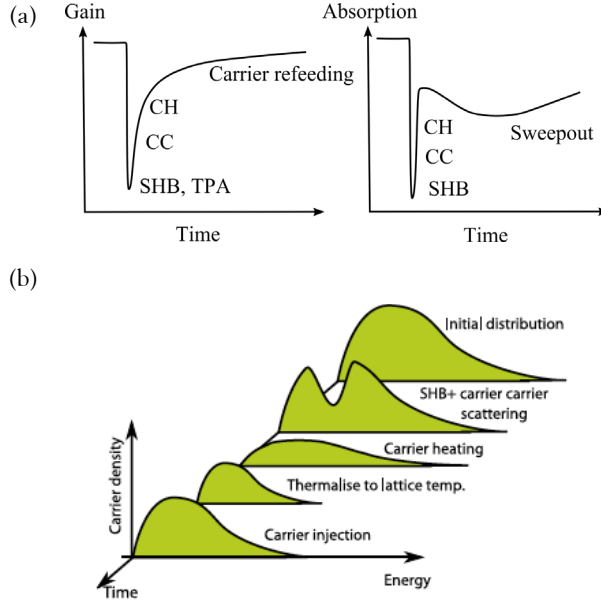 (a)
Gain
Carrier refeeding
CH
CC
SHB, TPA
Time
Absorption
CH
CC
SHB
Sweepout
Time
(b)
Initial distribution
SHB+ carrier carrier
scattering
Carrier heating
Thermalise to lattice temp.
Carrier injection
Carrier density
Time
Energy